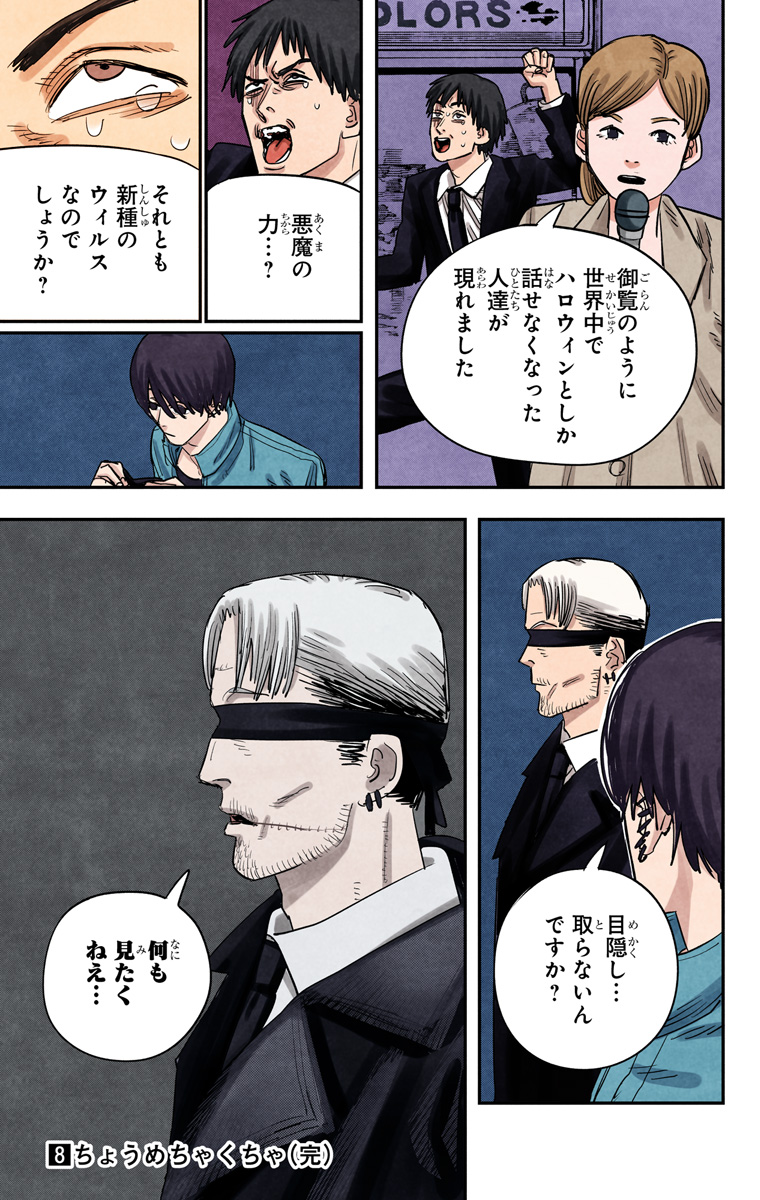 OLORS
御覧のように
世界中で
ハロウィンとしか
話せなくなった
人達が
現れました
悪魔の
力…?
それとも
新種の
ウィルス
なので
しょうか?
目隠し…
取らないん
ですか?
何も
見たく
ねえ…
8ちょうめちゃくちゃ(完)